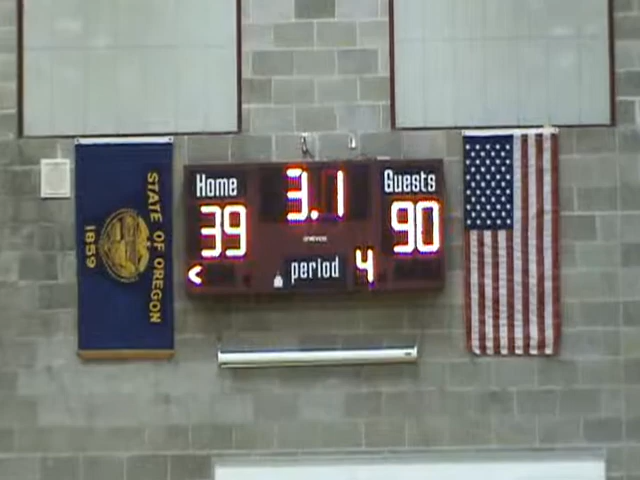 Home
3.1
Guests
39
90
<
period
4
STATE OF OREGON
1859